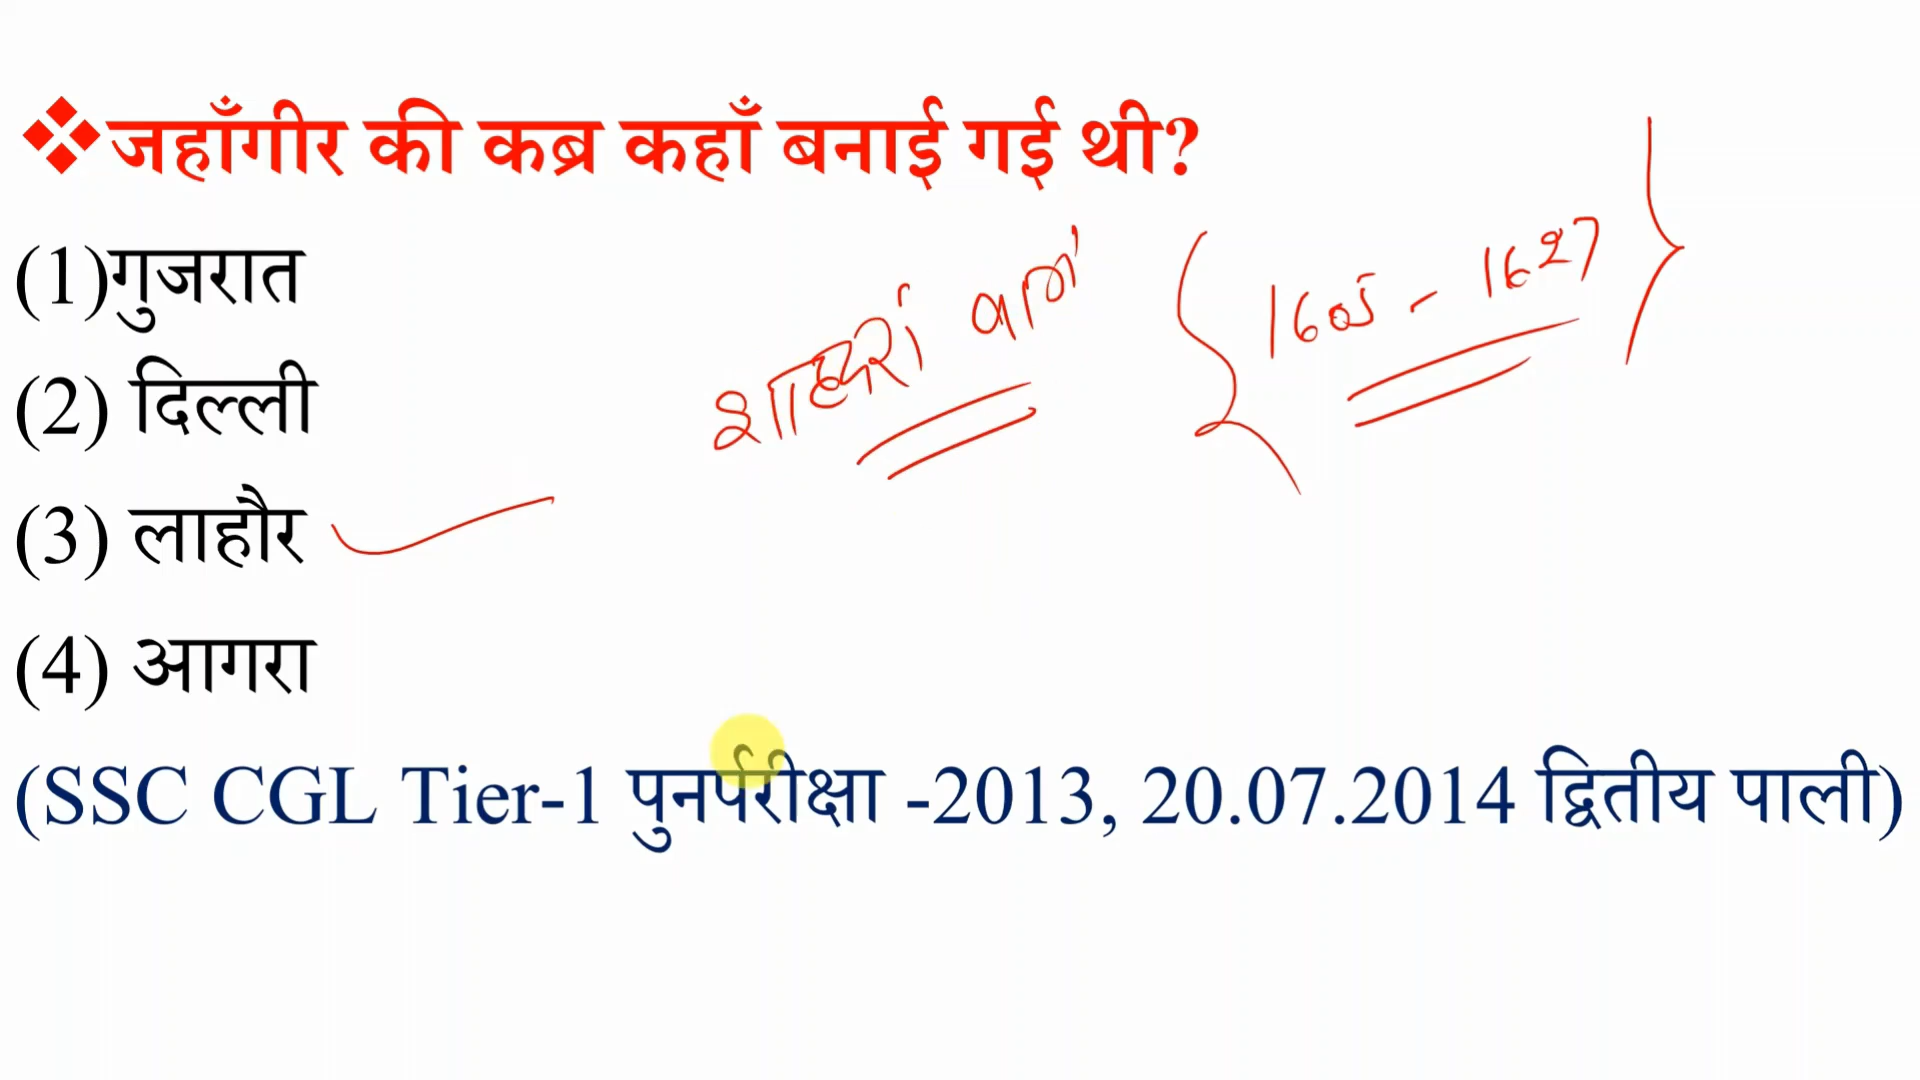 ❖जहाँगीर की कब्र कहाँ बनाई गई थी?
(1)गुजरात
(2) दिल्ली
(3) लाहौर
(4) आगरा
शाहदरा बाग
1605 - 1627
(SSC CGL Tier-1 पुनर्परीक्षा -2013, 20.07.2014 द्वितीय पाली)